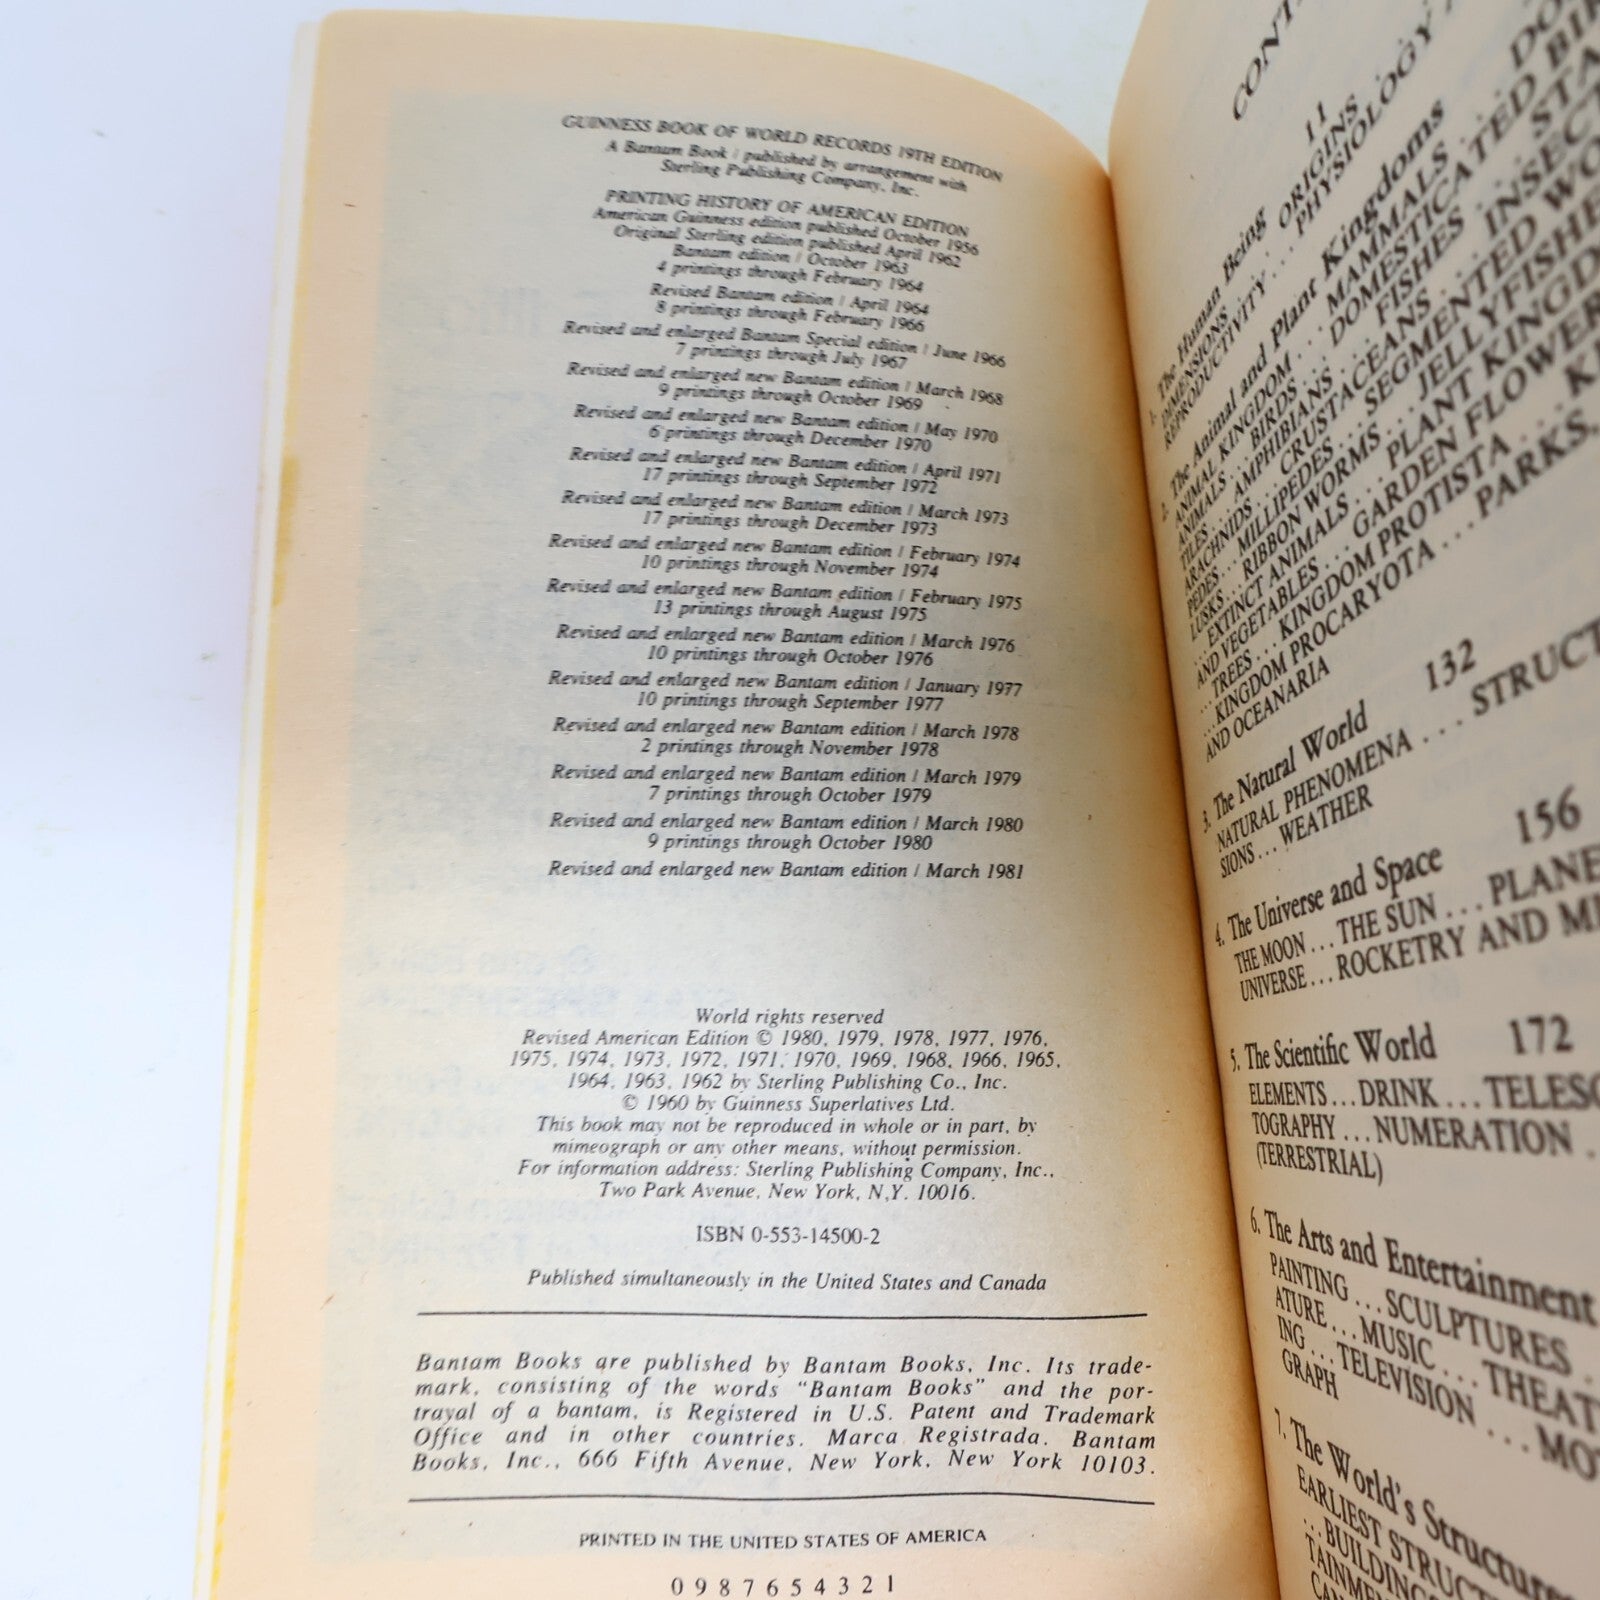 GUINNESS BOOK OF WORLD RECORDS 19TH EDITION
A Bantam Book / published by arrangement with
Sterling Publishing Company, Inc.
PRINTING HISTORY OF AMERICAN EDITION
American Guinness edition published October 1956
Original Sterling edition published April 1962
Bantam edition / October 1963
4 printings through February 1964
Revised Bantam edition / April 1964
8 printings through February 1966
Revised and enlarged Bantam Special edition / June 1966
7 printings through July 1967
Revised and enlarged new Bantam edition / March 1968
9 printings through October 1969
Revised and enlarged new Bantam edition / May 1970
6 printings through December 1970
Revised and enlarged new Bantam edition / April 1971
17 printings through September 1972
Revised and enlarged new Bantam edition / March 1973
17 printings through December 1973
Revised and enlarged new Bantam edition / February 1974
10 printings through November 1974
Revised and enlarged new Bantam edition / February 1975
13 printings through August 1975
Revised and enlarged new Bantam edition / March 1976
10 printings through October 1976
Revised and enlarged new Bantam edition / January 1977
10 printings through September 1977
Revised and enlarged new Bantam edition / March 1978
2 printings through November 1978
Revised and enlarged new Bantam edition / March 1979
7 printings through October 1979
Revised and enlarged new Bantam edition / March 1980
9 printings through October 1980
Revised and enlarged new Bantam edition / March 1981
World rights reserved
Revised American Edition © 1980, 1979, 1978, 1977, 1976,
1975, 1974, 1973, 1972, 1971, 1970, 1969, 1968, 1966, 1965,
1964, 1963, 1962 by Sterling Publishing Co., Inc.
© 1960 by Guinness Superlatives Ltd.
This book may not be reproduced in whole or in part, by
mimeograph or any other means, without permission.
For information address: Sterling Publishing Company, Inc.,
Two Park Avenue, New York, N.Y. 10016.
ISBN 0-553-14500-2
Published simultaneously in the United States and Canada
Bantam Books are published by Bantam Books, Inc. Its trade-
mark, consisting of the words "Bantam Books" and the por-
trayal of a bantam, is Registered in U.S. Patent and Trademark
Office and in other countries. Marca Registrada. Bantam
Books, Inc., 666 Fifth Avenue, New York, New York 10103.
PRINTED IN THE UNITED STATES OF AMERICA
0 9 8 7 6 5 4 3 2 1
CONT
1. The Human Being 11
DIMENSIONS ORIGINS
REPRODUCTIVITY... PHYSIOLOGY
2. The Animal and Plant Kingdoms
ANIMAL KINGDOM... MAMMALS
ANIMALS... BIRDS... DOMESTICATED
TILES... AMPHIBIANS... FISHES
ARACHNIDS... CRUSTACEANS... INSECT
PEDES... MILLIPEDES... SEGMENTED WO
LUSKS... RIBBON WORMS... JELLYFISHE
... EXTINCT ANIMALS... PLANT KINGD
AND VEGETABLES... GARDEN FLOWER
... TREES... KINGDOM PROTISTA...
... KINGDOM PROCARYOTA... PARKS,
AND OCEANARIA
3. The Natural World 132
NATURAL PHENOMENA... STRUCT
SIONS... WEATHER
4. The Universe and Space 156
THE MOON... THE SUN... PLANE
UNIVERSE... ROCKETRY AND MI
5. The Scientific World 172
ELEMENTS... DRINK... TELESC
TOGRAPHY... NUMERATION...
(TERRESTRIAL)
6. The Arts and Entertainment
PAINTING... SCULPTURES...
ATURE... MUSIC... THEAT
ING... TELEVISION... MO
GRAPH
7. The World's Structures
EARLIEST STRUCT
... BUILDINGS
TAINMEN